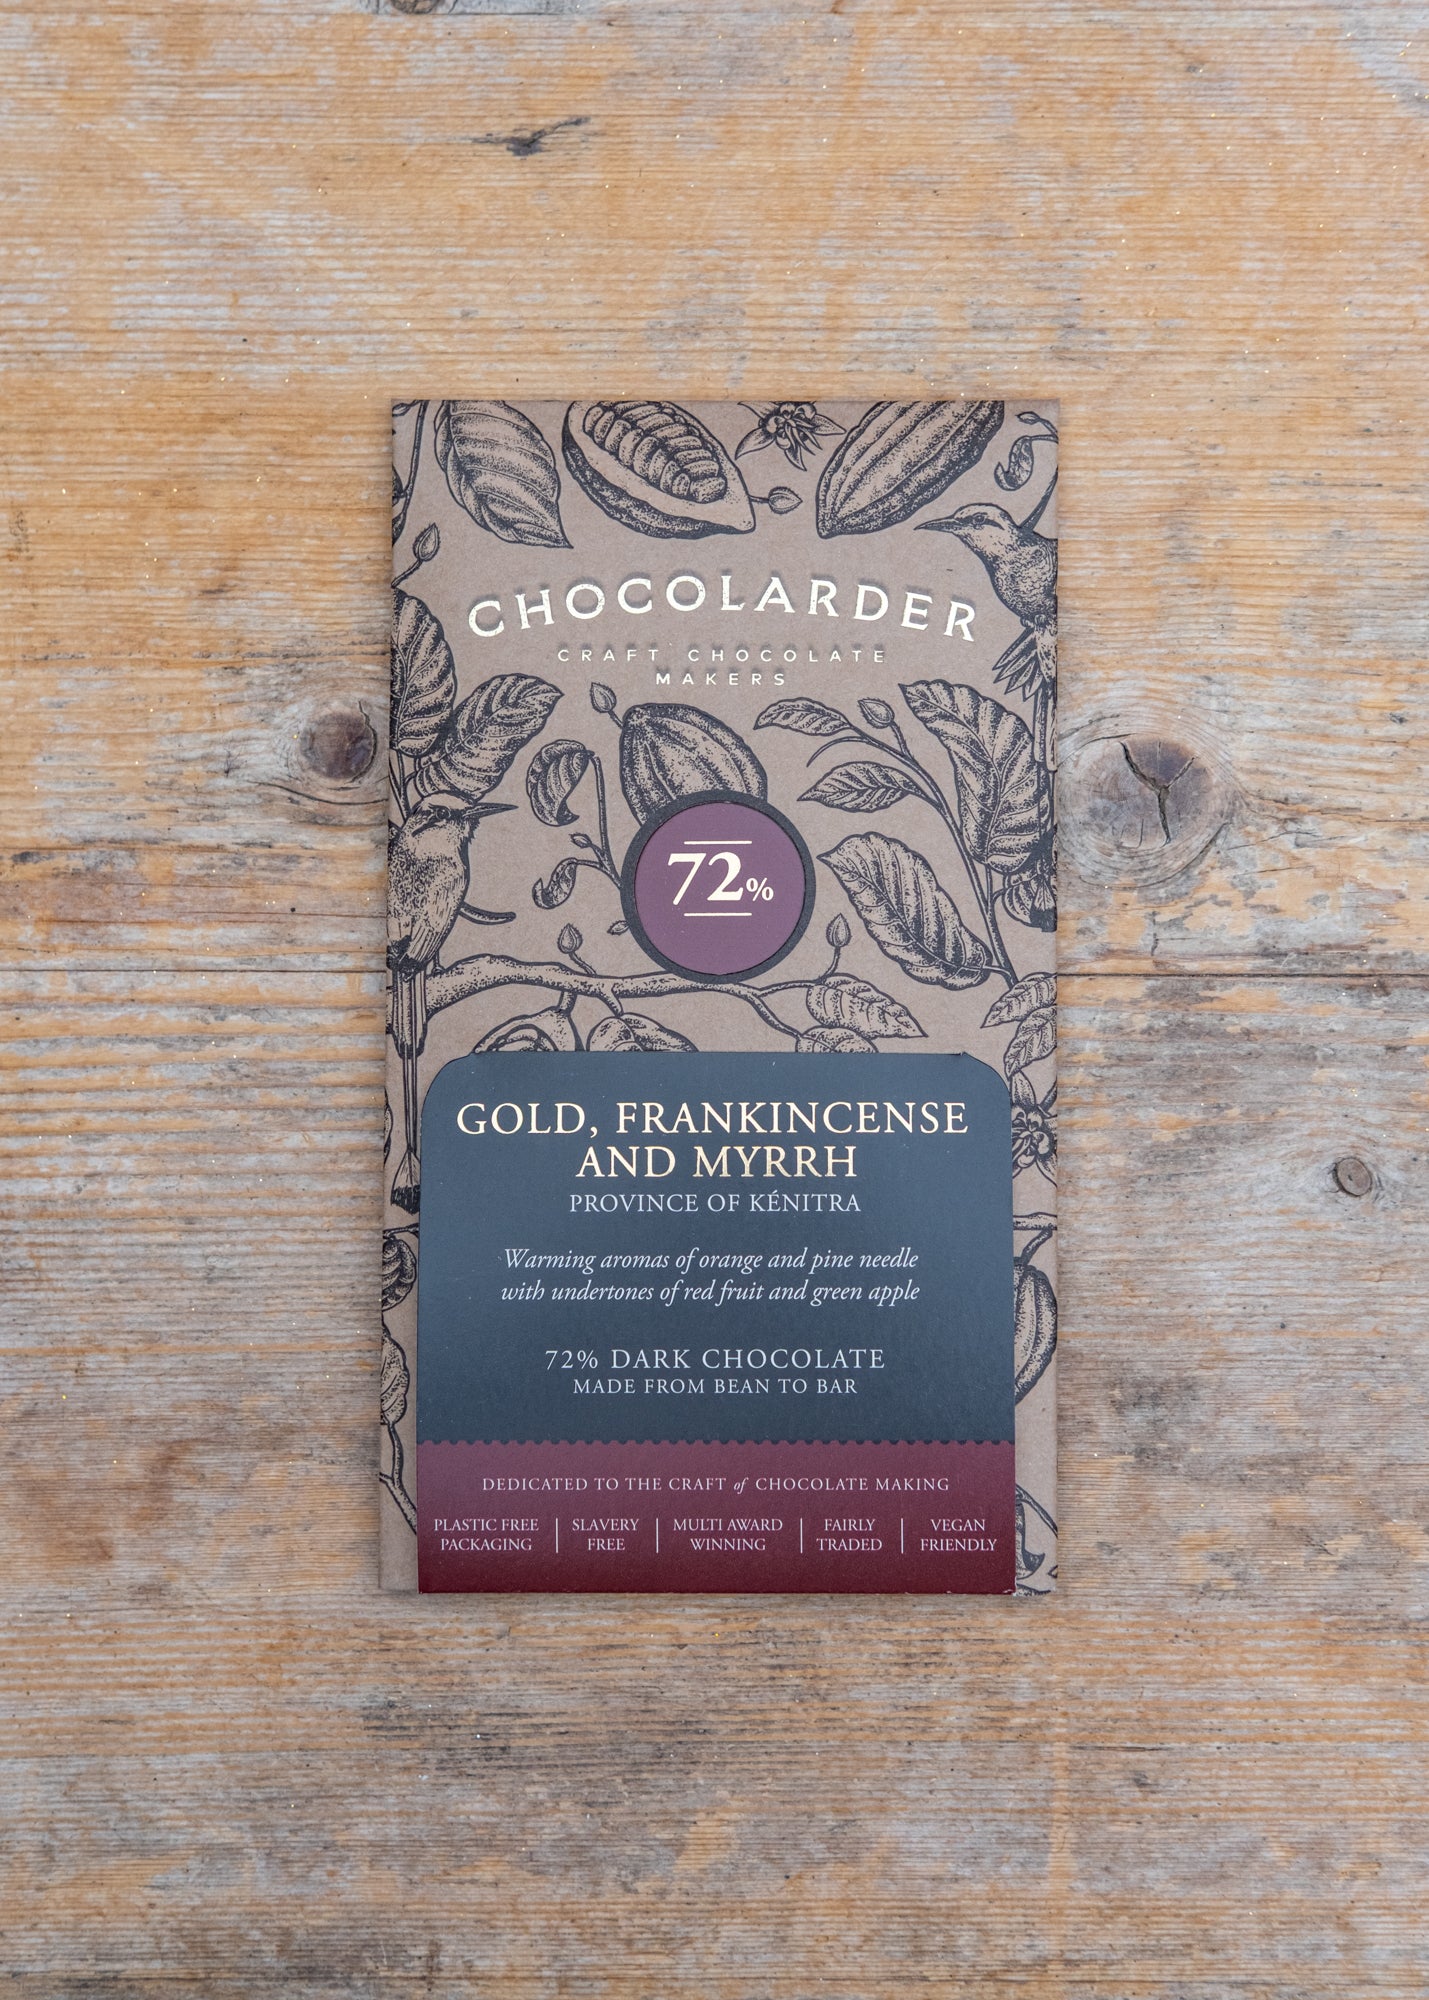 CHOCOLARDER
CRAFT CHOCOLATE
MAKERS
72%
GOLD, FRANKINCENSE
AND MYRRH
PROVINCE OF KÉNITRA
Warming aromas of orange and pine needle
with undertones of red fruit and green apple
72% DARK CHOCOLATE
MADE FROM BEAN TO BAR
DEDICATED TO THE CRAFT of CHOCOLATE MAKING
PLASTIC FREE PACKAGING | SLAVERY FREE | MULTI AWARD WINNING | FAIRLY TRADED | VEGAN FRIENDLY